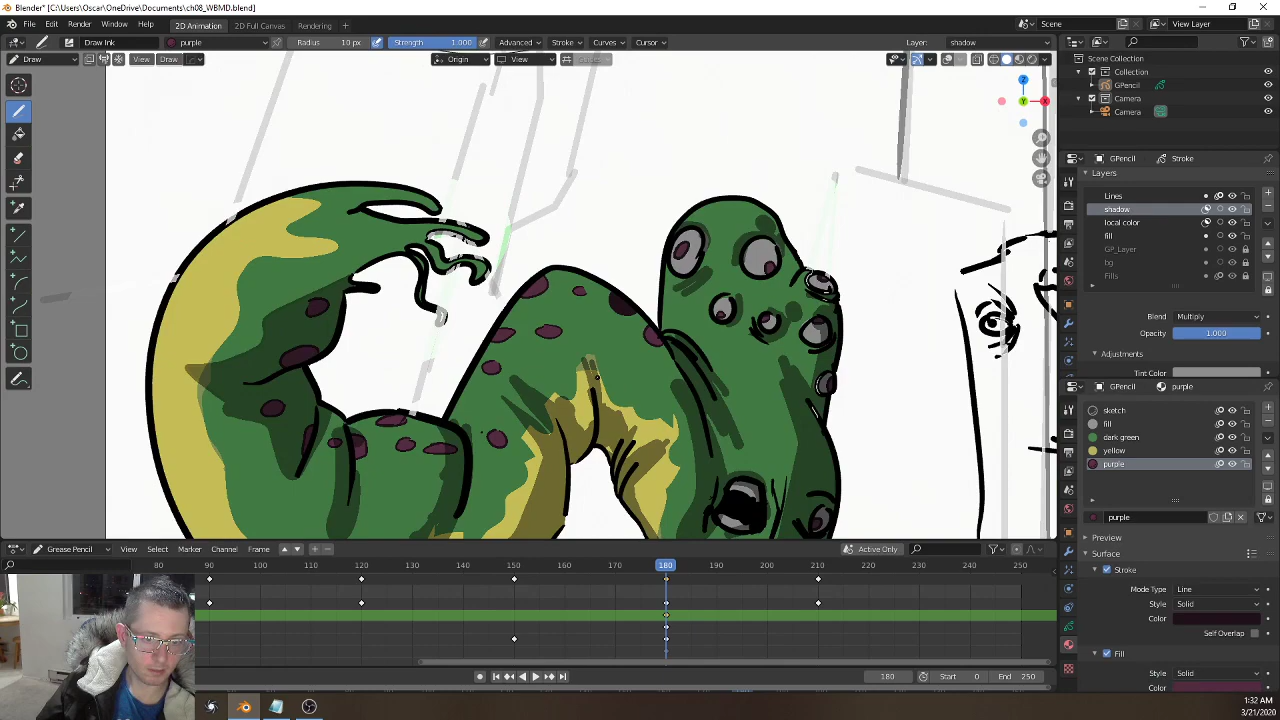 Blender* [C:\Users\Oscar\OneDrive\Documents\ch08_WBMD.blend]
File Edit Render Window Help 2D Animation 2D Full Canvas Rendering + Scene View Layer
Draw Ink purple Radius 10 px Strength 1.000 Advanced Stroke Curves Cursor Layer: shadow
Draw View Draw Origin View Guides
Scene Collection
Collection
GPencil
Camera
Camera
GPencil Stroke
Layers
Lines
shadow
local color
fill
GP_Layer
bg
Fills
Blend Multiply
Opacity 1.000
Adjustments
Tint Color
GPencil purple
sketch
fill
dark green
yellow
purple
purple
Preview
Surface
Stroke
Mode Type Line
Style Solid
Color
Self Overlap
Fill
Style Solid
Color
Grease Pencil View Select Marker Channel Frame Active Only
80 90 100 110 120 130 140 150 160 170 180 190 200 210 220 230 240 250
180 Start 0 End 250
1:32 AM
3/21/2020